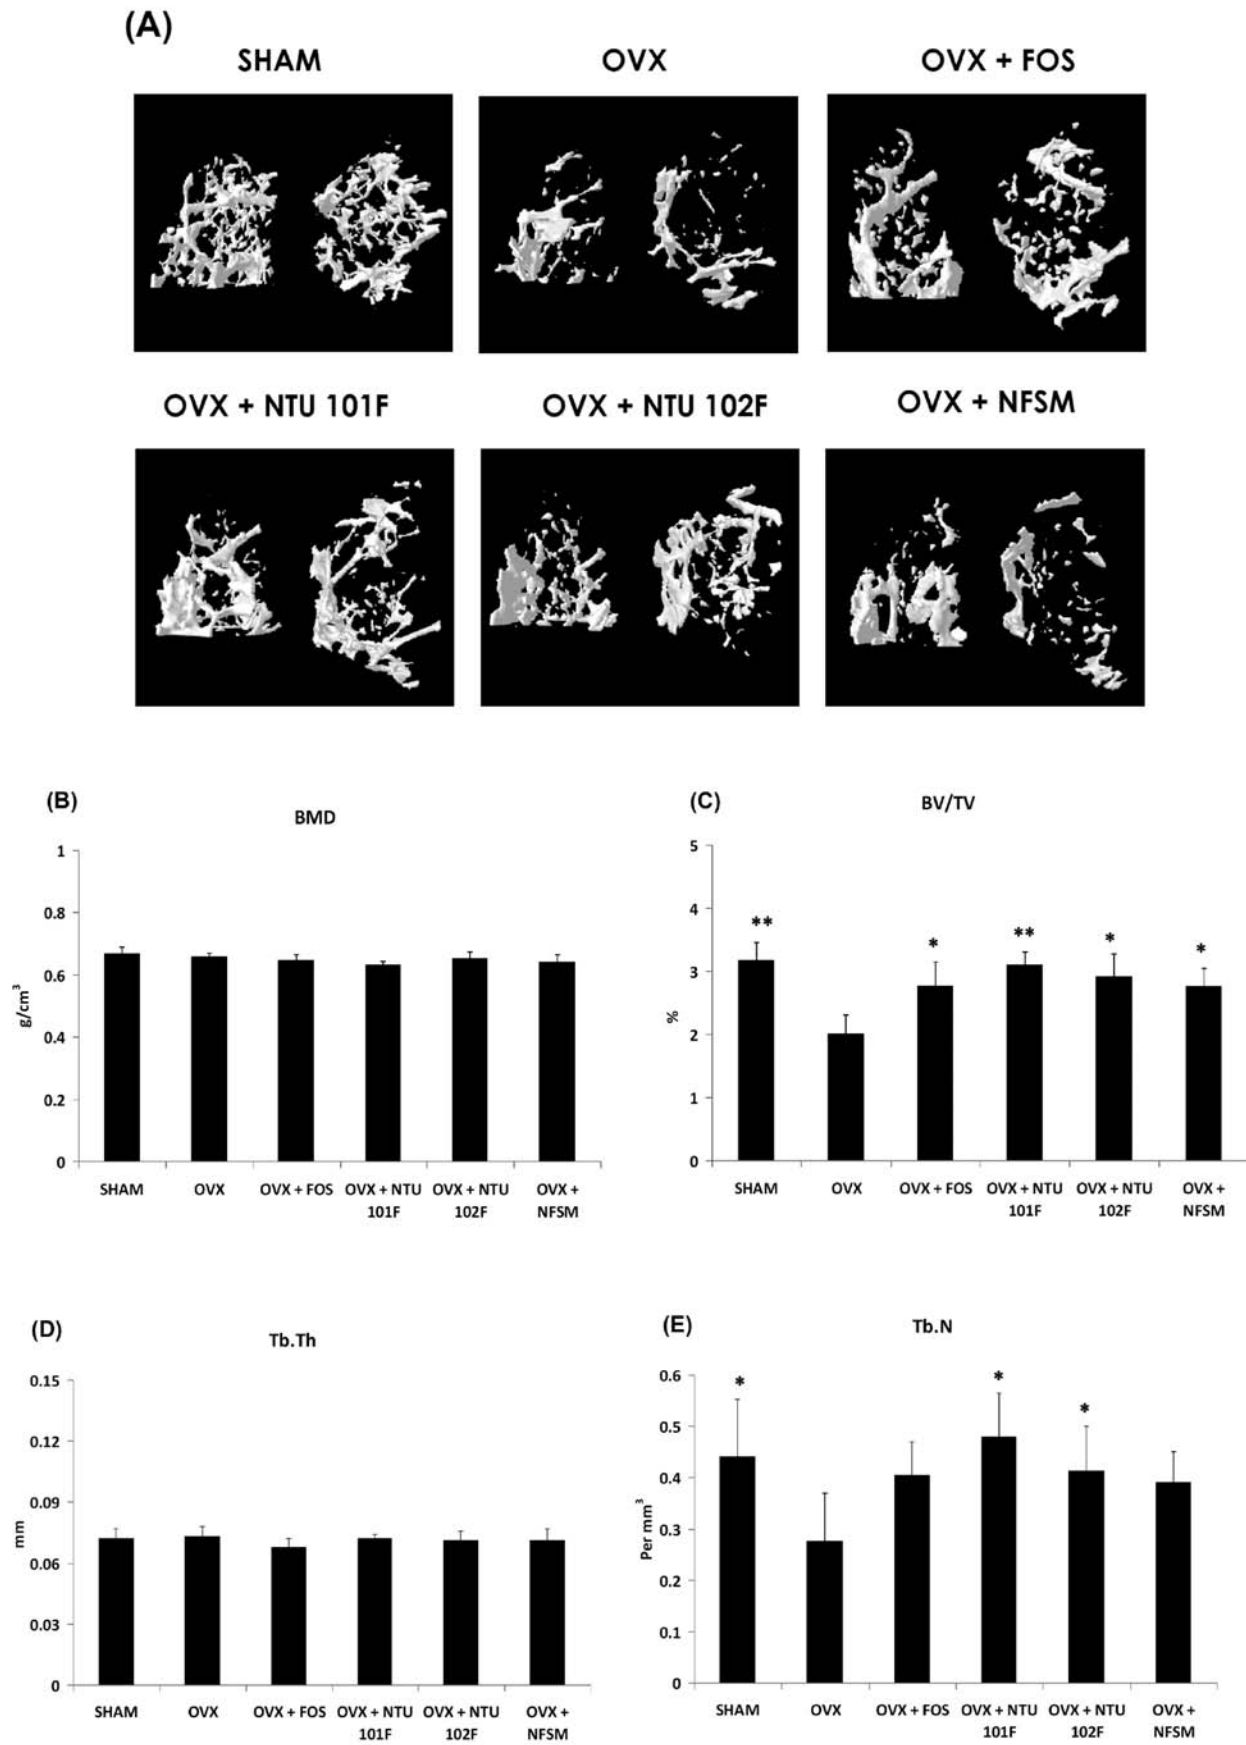 (A)
SHAM
OVX
OVX + FOS
OVX + NTU 101F
OVX + NTU 102F
OVX + NFSM
(B)
BMD
1
0.8
0.6
0.4
0.2
0
g/cm³
SHAM
OVX
OVX + FOS
OVX + NTU
101F
OVX + NTU
102F
OVX +
NFSM
(C)
BV/TV
5
4
3
2
1
0
%
**
*
**
*
*
SHAM
OVX
OVX + FOS
OVX + NTU
101F
OVX + NTU
102F
OVX +
NFSM
(D)
Tb.Th
0.15
0.12
0.09
0.06
0.03
0
mm
SHAM
OVX
OVX + FOS
OVX + NTU
101F
OVX + NTU
102F
OVX +
NFSM
(E)
Tb.N
0.6
0.5
0.4
0.3
0.2
0.1
0
Per mm³
*
*
*
SHAM
OVX
OVX + FOS
OVX + NTU
101F
OVX + NTU
102F
OVX +
NFSM